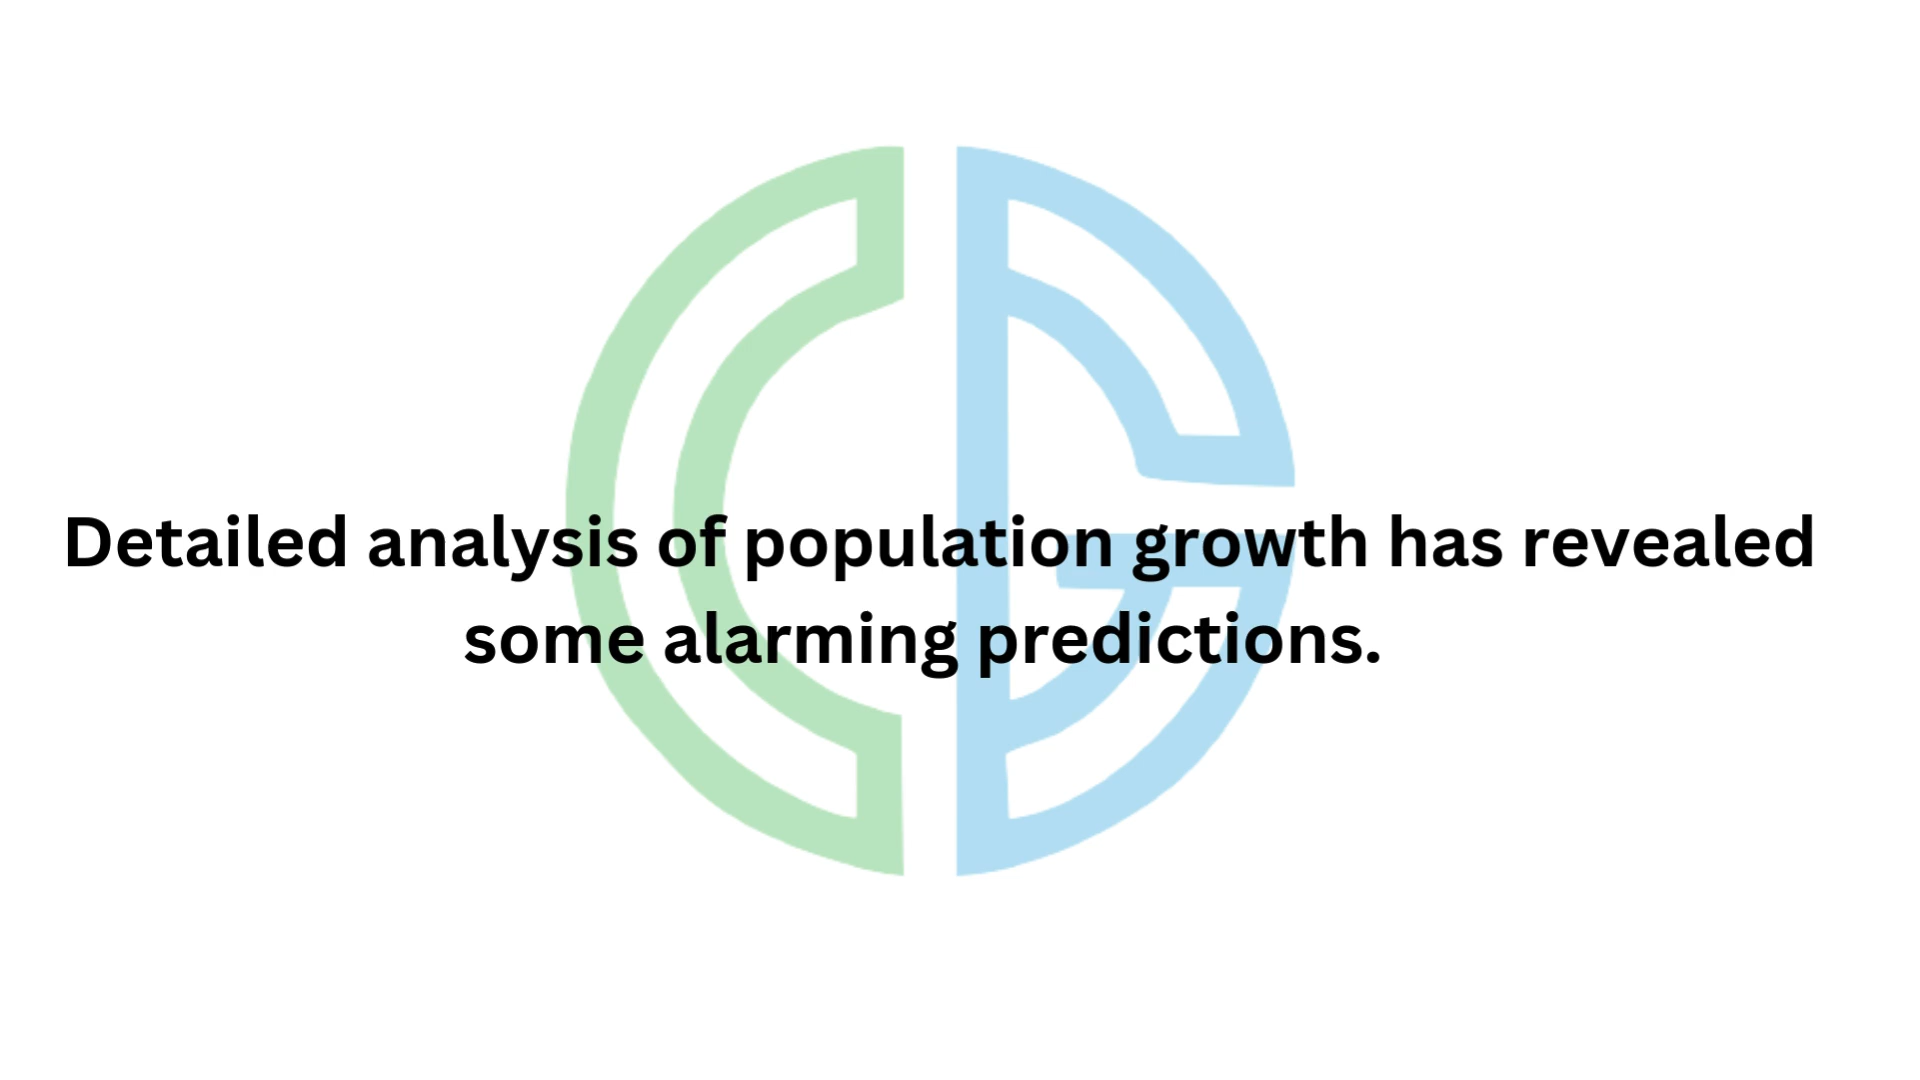 Detailed analysis of population growth has revealed
some alarming predictions.